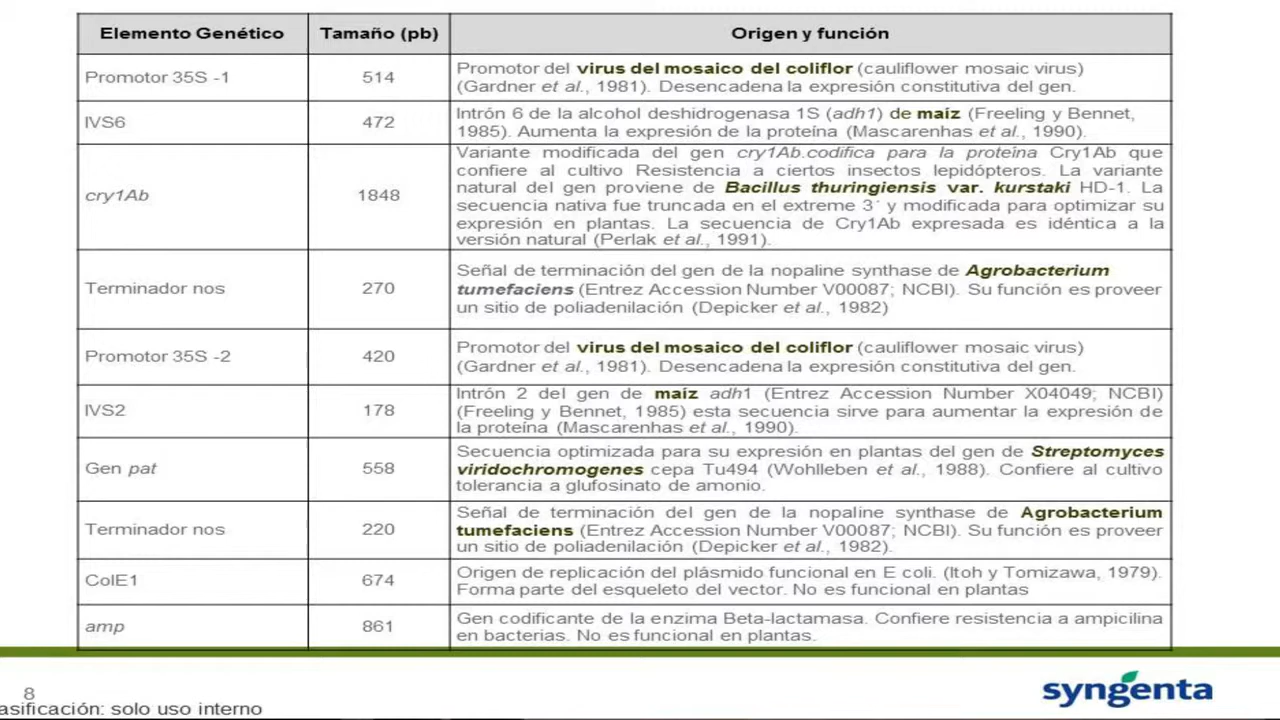 Elemento Genético Tamaño (pb) Origen y función
Promotor 35S -1 514
Promotor del virus del mosaico del coliflor (cauliflower mosaic virus)
(Gardner et al., 1981). Desencadena la expresión constitutiva del gen.
IVS6 472
Intrón 6 de la alcohol deshidrogenasa 1S (adh1) de maíz (Freeling y Bennet,
1985). Aumenta la expresión de la proteína (Mascarenhas et al., 1990).
cry1Ab 1848
Variante modificada del gen cry1Ab.codifica para la proteína Cry1Ab que
confiere al cultivo Resistencia a ciertos insectos lepidópteros. La variante
natural del gen proviene de Bacillus thuringiensis var. kurstaki HD-1. La
secuencia nativa fue truncada en el extreme 3´ y modificada para optimizar su
expresión en plantas. La secuencia de Cry1Ab expresada es idéntica a la
versión natural (Perlak et al., 1991).
Terminador nos 270
Señal de terminación del gen de la nopaline synthase de Agrobacterium
tumefaciens (Entrez Accession Number V00087; NCBI). Su función es proveer
un sitio de poliadenilación (Depicker et al., 1982)
Promotor 35S -2 420
Promotor del virus del mosaico del coliflor (cauliflower mosaic virus)
(Gardner et al., 1981). Desencadena la expresión constitutiva del gen.
IVS2 178
Intrón 2 del gen de maíz adh1 (Entrez Accession Number X04049; NCBI)
(Freeling y Bennet, 1985) esta secuencia sirve para aumentar la expresión de
la proteína (Mascarenhas et al., 1990).
Gen pat 558
Secuencia optimizada para su expresión en plantas del gen de Streptomyces
viridochromogenes cepa Tu494 (Wohlleben et al., 1988). Confiere al cultivo
tolerancia a glufosinato de amonio.
Terminador nos 220
Señal de terminación del gen de la nopaline synthase de Agrobacterium
tumefaciens (Entrez Accession Number V00087; NCBI). Su función es proveer
un sitio de poliadenilación (Depicker et al., 1982).
ColE1 674
Origen de replicación del plásmido funcional en E coli. (Itoh y Tomizawa, 1979).
Forma parte del esqueleto del vector. No es funcional en plantas
amp 861
Gen codificante de la enzima Beta-lactamasa. Confiere resistencia a ampicilina
en bacterias. No es funcional en plantas.
8
asificación: solo uso interno
syngenta